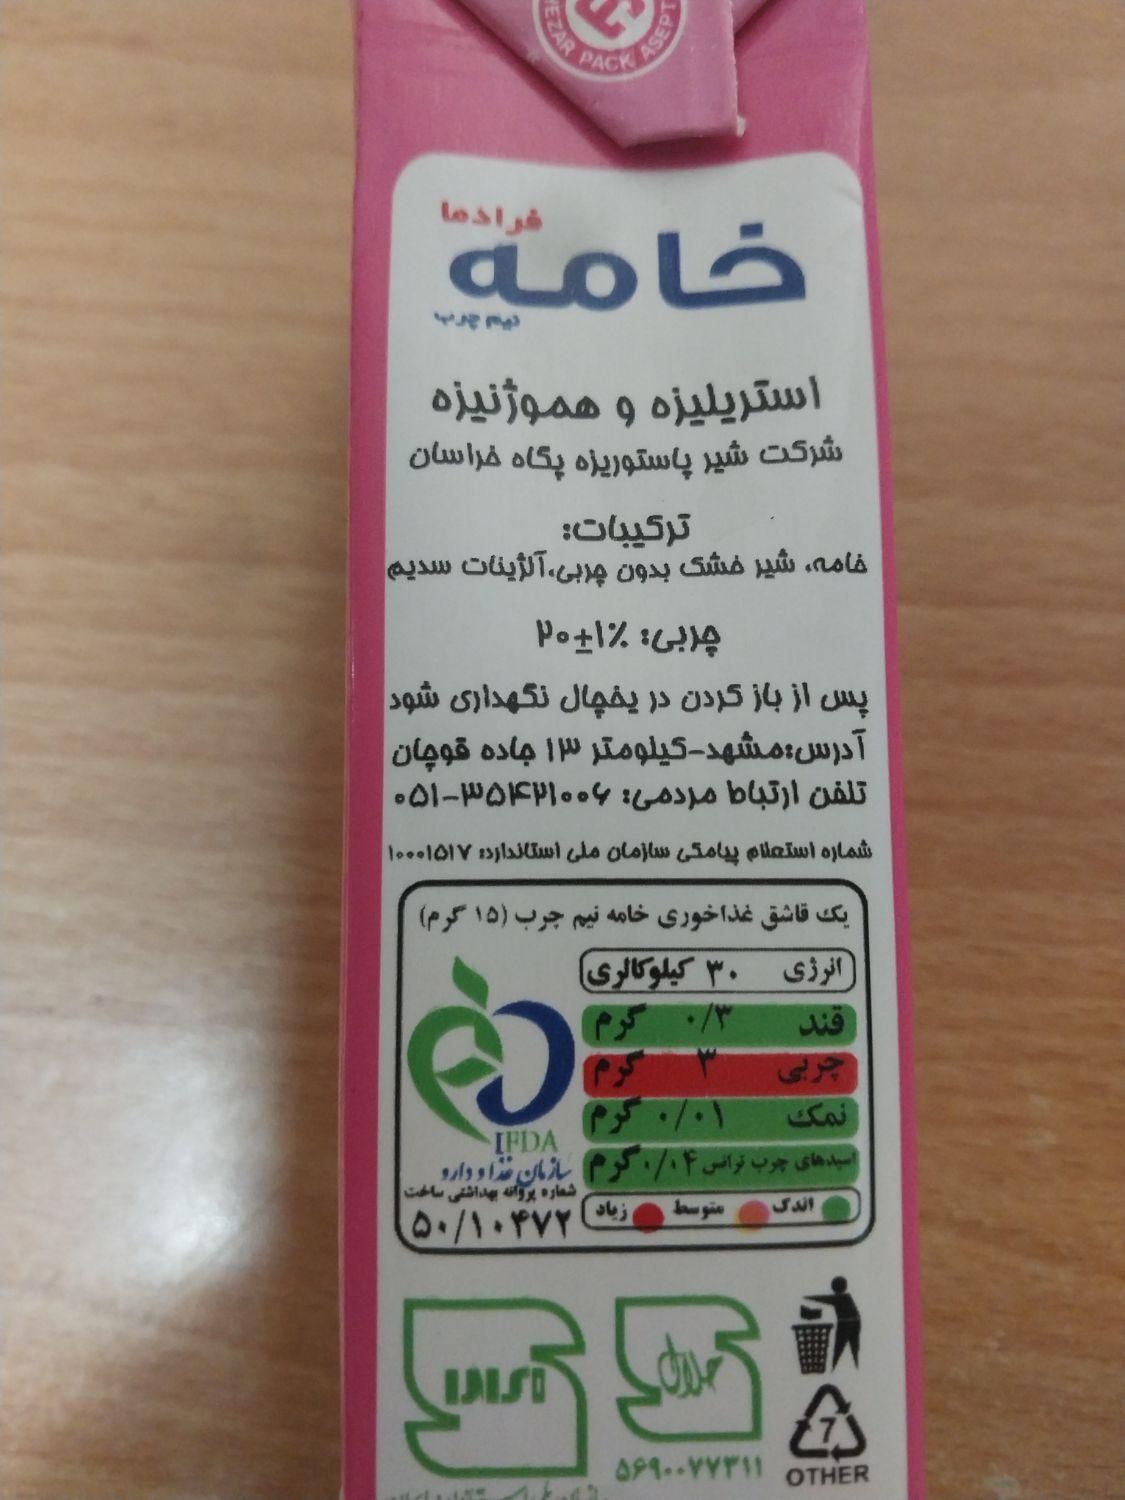 HEZAR PACK ASEPT
فرادما
خامه
نیم چرب
استریلیزه و هموژنیزه
شرکت شیر پاستوریزه پگاه خراسان
ترکیبات:
خامه، شیر خشک بدون چربی،آلژینات سدیم
چربی: ۲۰±۱٪
پس از باز کردن در یخچال نگهداری شود
آدرس:مشهد-کیلومتر ۱۳ جاده قوچان
تلفن ارتباط مردمی: ۳۵۴۲۱۰۰۶-۰۵۱
شماره استعلام پیامکی سازمان ملی استاندارد: ۱۰۰۰۱۵۱۷
یک قاشق غذاخوری خامه نیم چرب (۱۵ گرم)
انرژی ۳۰ کیلوکالری
قند ۰/۳ گرم
چربی ۳ گرم
نمک ۰/۰۱ گرم
اسیدهای چرب ترانس ۰/۰۴ گرم
اندک متوسط زیاد
IFDA
سازمان غذا و دارو
شماره پروانه بهداشتی ساخت
۵۰/۱۰۴۷۲
حلال
۵۶۹۰۰۷۷۳۱۱
7
OTHER